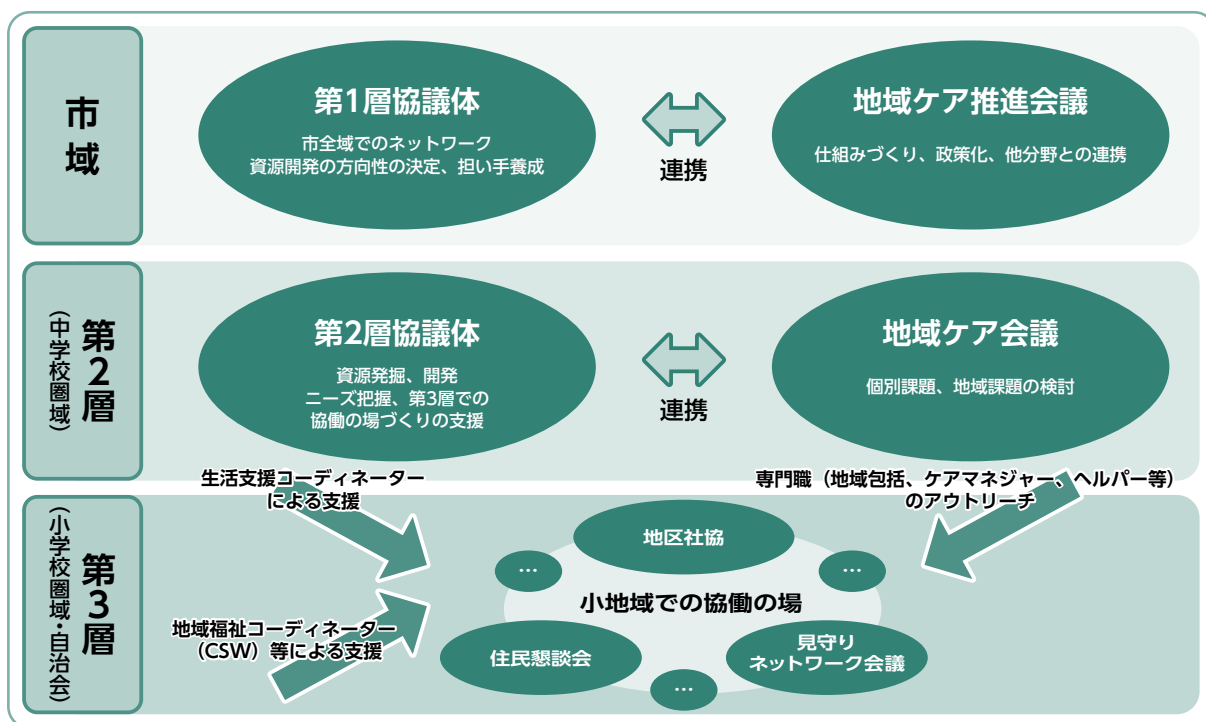 市域
第1層協議体
市全域でのネットワーク
資源開発の方向性の決定、担い手養成
連携
地域ケア推進会議
仕組みづくり、政策化、他分野との連携
第2層
（中学校圏域）
第2層協議体
資源発掘、開発
ニーズ把握、第3層での
協働の場づくりの支援
連携
地域ケア会議
個別課題、地域課題の検討
生活支援コーディネーター
による支援
専門職（地域包括、ケアマネジャー、ヘルパー等）
のアウトリーチ
第3層
（小学校圏域・自治会）
地域福祉コーディネーター
（CSW）等による支援
地区社協
…
…
小地域での協働の場
住民懇談会
見守り
ネットワーク会議
…